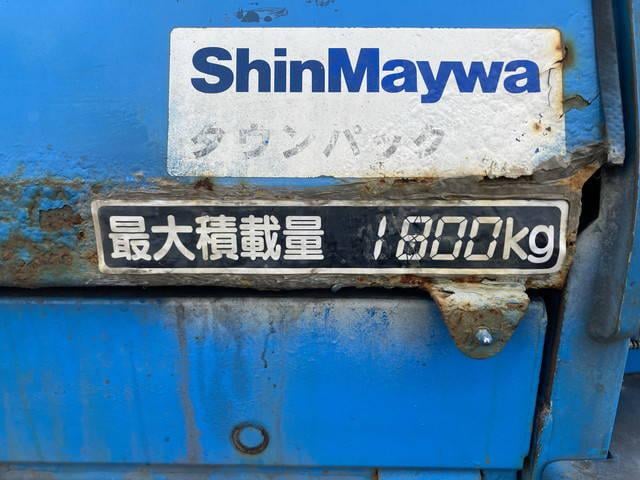 ShinMaywa
タウンパック
最大積載量 1800kg